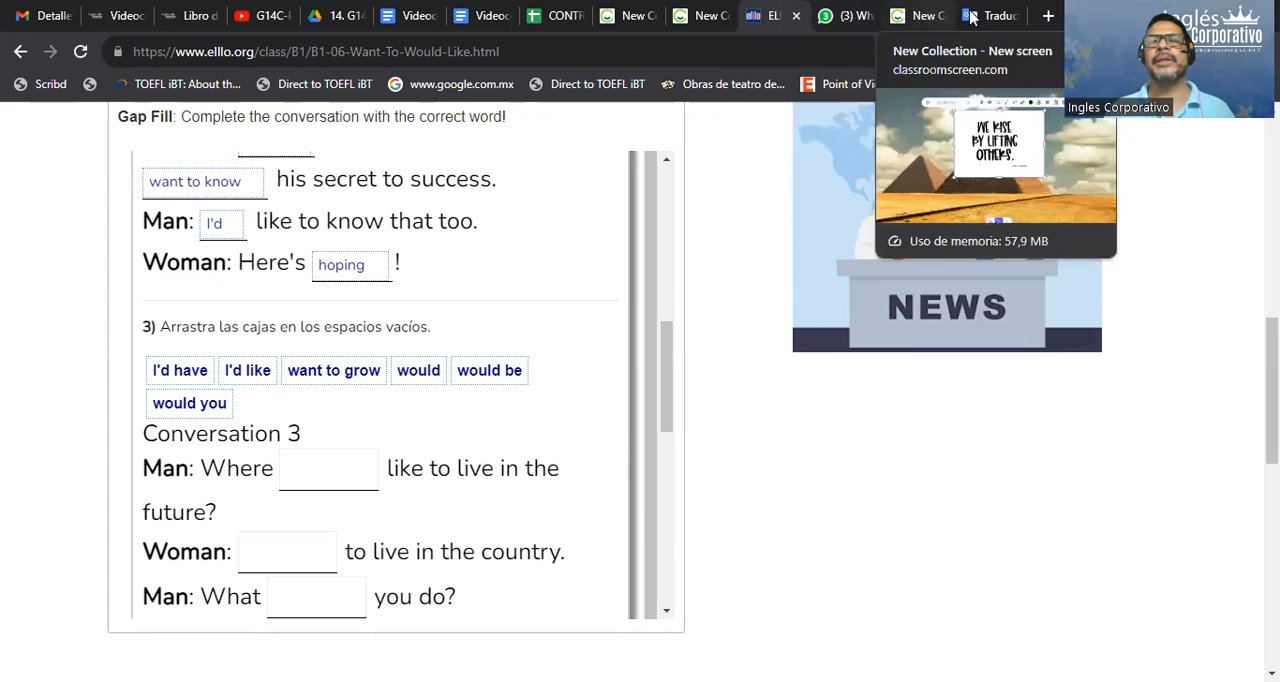 Detalle
Videoc
Libro d
G14C-F
14. G14
Videoc
Videoc
CONTR
New Co
New Co
ELL
(3) Wha
New C
Traduc
https://www.elllo.org/class/B1/B1-06-Want-To-Would-Like.html
Scribd
TOEFL iBT: About th...
Direct to TOEFL iBT
www.google.com.mx
Direct to TOEFL iBT
Obras de teatro de...
Point of Vi
New Collection - New screen
classroomscreen.com
WE RISE
BY LIFTING
OTHERS.
Uso de memoria: 57,9 MB
Inglés
Corporativo
Ingles Corporativo
Gap Fill: Complete the conversation with the correct word!
want to know his secret to success.
Man: I'd like to know that too.
Woman: Here's hoping !
3) Arrastra las cajas en los espacios vacíos.
I'd have I'd like want to grow would would be
would you
Conversation 3
Man: Where like to live in the
future?
Woman: to live in the country.
Man: What you do?
NEWS